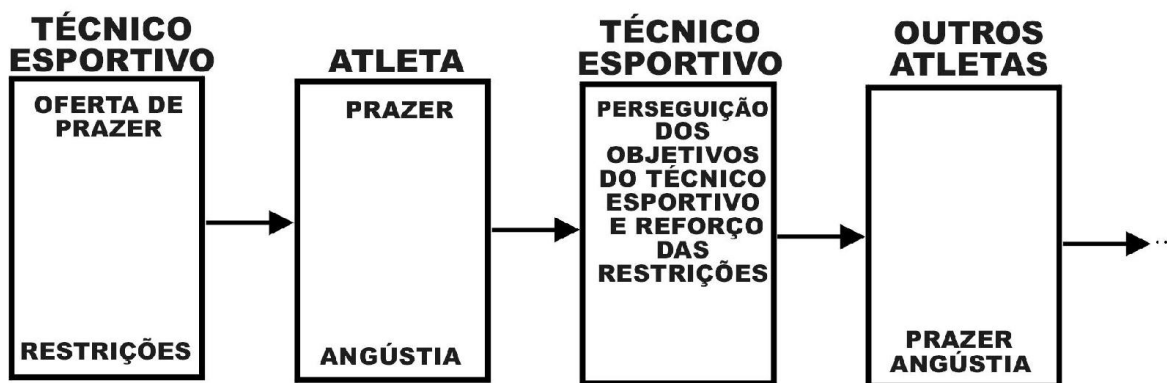 TÉCNICO
ESPORTIVO
OFERTA DE
PRAZER
RESTRIÇÕES
ATLETA
PRAZER
ANGÚSTIA
TÉCNICO
ESPORTIVO
PERSEGUIÇÃO
DOS
OBJETIVOS
DO TÉCNICO
ESPORTIVO
E REFORÇO
DAS
RESTRIÇÕES
OUTROS
ATLETAS
PRAZER
ANGÚSTIA
..